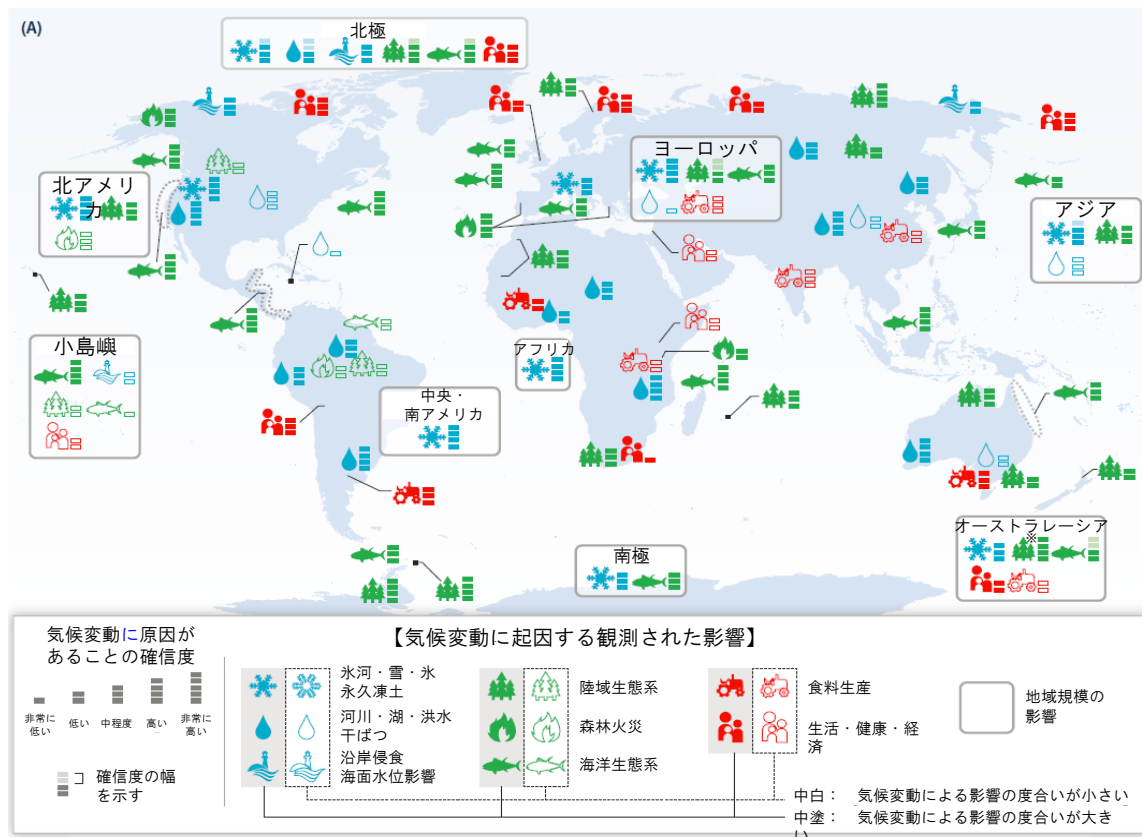 (A)
北極
ヨーロッパ
北アメリ
カ
アジア
小島嶼
アフリカ
中央・
南アメリカ
オーストラレーシア
※
南極
気候変動に原因が
あることの確信度
非常に
低い
低い
中程度
高い
非常に
高い
確信度の幅
を示す
【気候変動に起因する観測された影響】
氷河・雪・氷
永久凍土
河川・湖・洪水
干ばつ
沿岸侵食
海面水位影響
陸域生態系
森林火災
海洋生態系
食料生産
生活・健康・経
済
地域規模の
影響
中白: 気候変動による影響の度合いが小さい
中塗: 気候変動による影響の度合いが大き
い